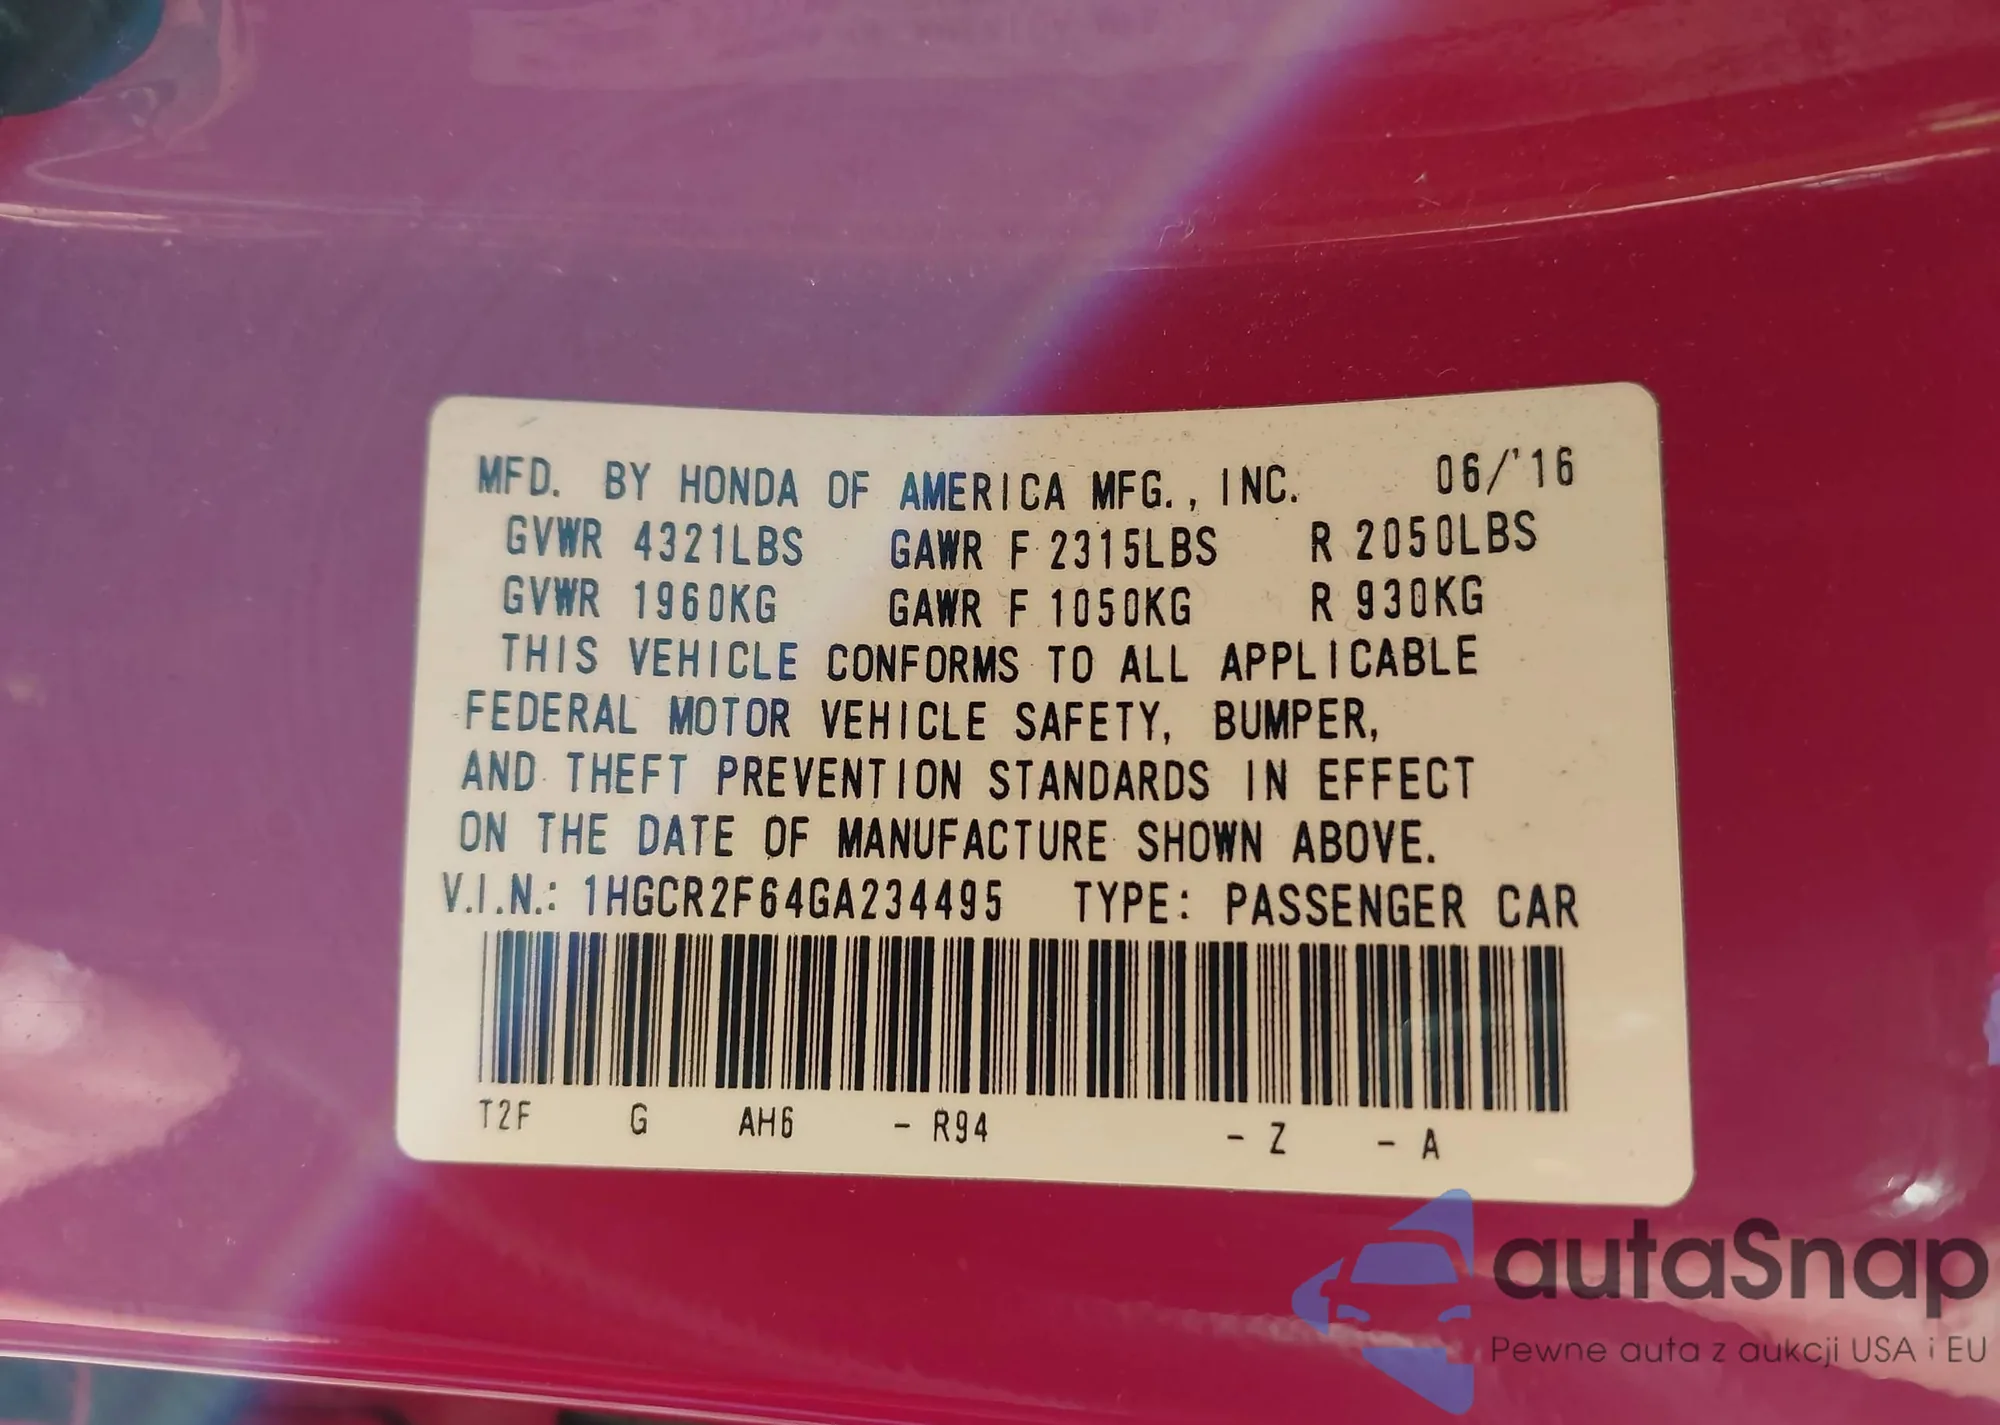 MFD. BY HONDA OF AMERICA MFG., INC. 06/'16
GVWR 4321LBS GAWR F 2315LBS R 2050LBS
GVWR 1960KG GAWR F 1050KG R 930KG
THIS VEHICLE CONFORMS TO ALL APPLICABLE
FEDERAL MOTOR VEHICLE SAFETY, BUMPER,
AND THEFT PREVENTION STANDARDS IN EFFECT
ON THE DATE OF MANUFACTURE SHOWN ABOVE.
V.I.N.: 1HGCR2F64GA234495 TYPE: PASSENGER CAR
T2F G AH6 - R94 - Z - A
autaSnap
Pewne auta z aukcji USA i EU